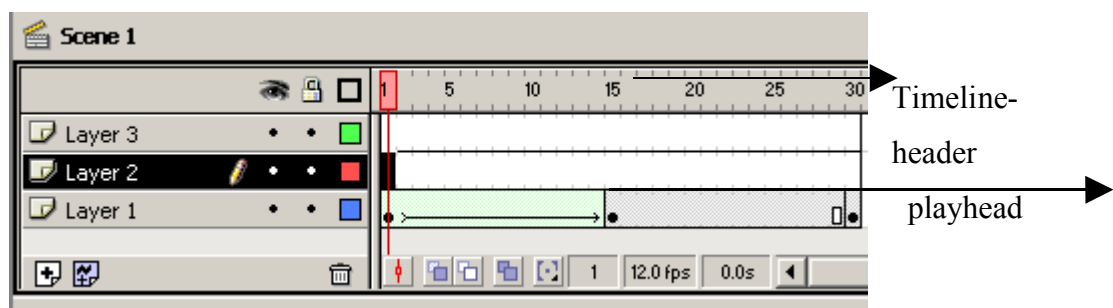 Scene 1
1 5 10 15 20 25 30
Timeline-
header
Layer 3
Layer 2
Layer 1
playhead
1 12.0 fps 0.0s